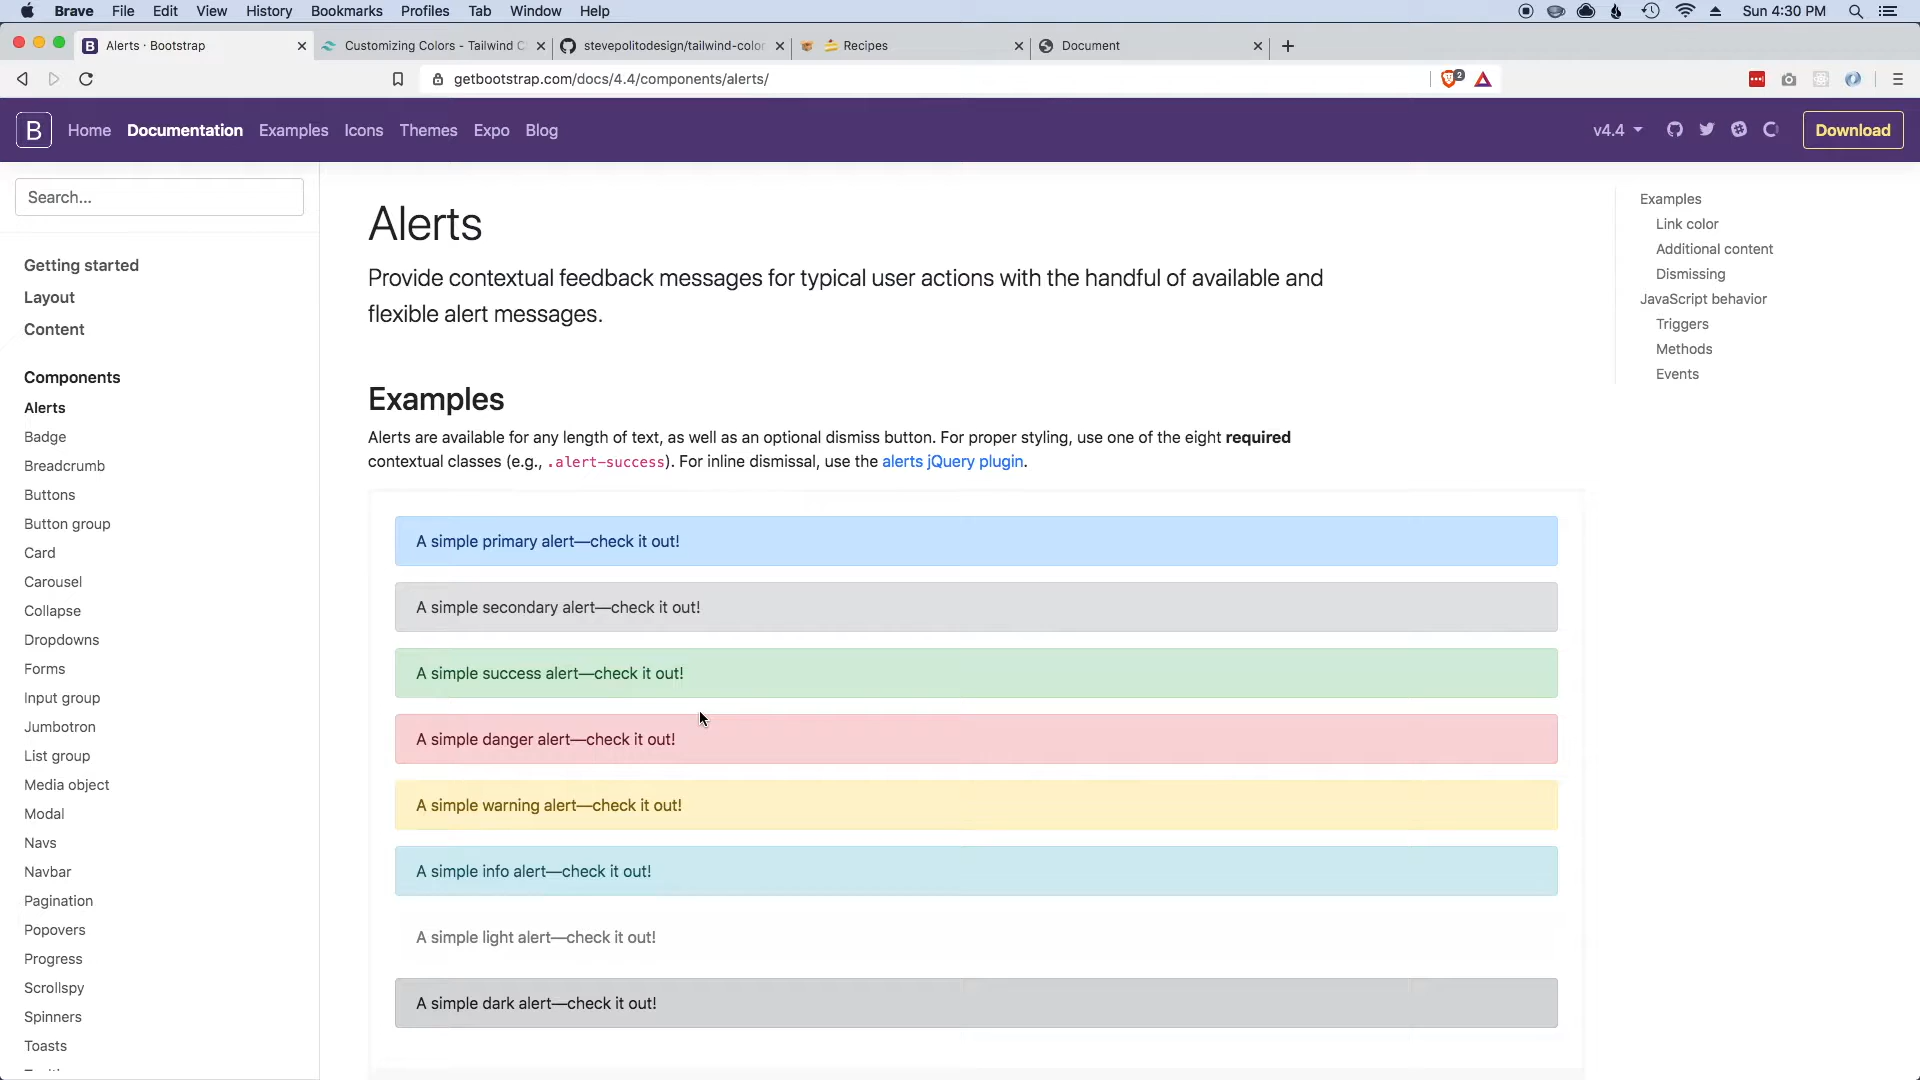 Brave File Edit View History Bookmarks Profiles Tab Window Help
Sun 4:30 PM
B Alerts · Bootstrap
Customizing Colors - Tailwind C
stevepolitodesign/tailwind-color
Recipes
Document
getbootstrap.com/docs/4.4/components/alerts/
2
B Home Documentation Examples Icons Themes Expo Blog
v4.4
Download
Search...
Getting started
Layout
Content
Components
Alerts
Badge
Breadcrumb
Buttons
Button group
Card
Carousel
Collapse
Dropdowns
Forms
Input group
Jumbotron
List group
Media object
Modal
Navs
Navbar
Pagination
Popovers
Progress
Scrollspy
Spinners
Toasts
Alerts
Provide contextual feedback messages for typical user actions with the handful of available and
flexible alert messages.
Examples
Alerts are available for any length of text, as well as an optional dismiss button. For proper styling, use one of the eight required
contextual classes (e.g., .alert-success). For inline dismissal, use the alerts jQuery plugin.
A simple primary alert—check it out!
A simple secondary alert—check it out!
A simple success alert—check it out!
A simple danger alert—check it out!
A simple warning alert—check it out!
A simple info alert—check it out!
A simple light alert—check it out!
A simple dark alert—check it out!
Examples
Link color
Additional content
Dismissing
JavaScript behavior
Triggers
Methods
Events